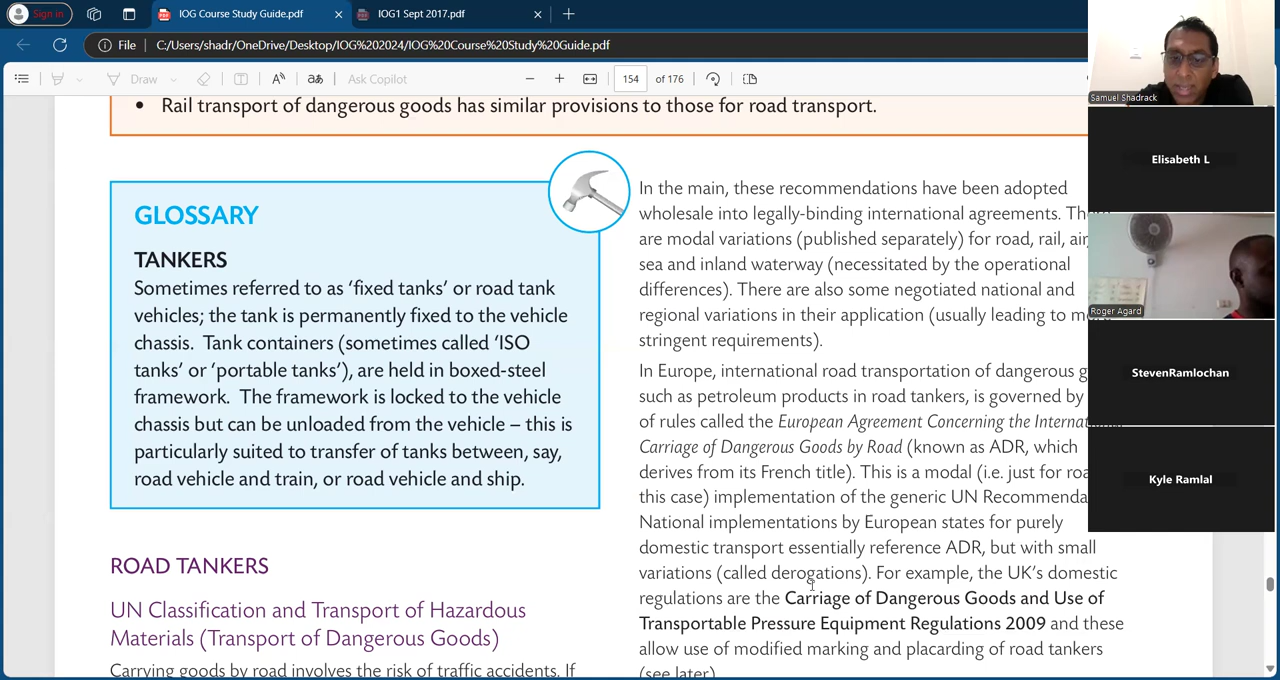 Sign in
IOG Course Study Guide.pdf
IOG1 Sept 2017.pdf
File
C:/Users/shadr/OneDrive/Desktop/IOG%202024/IOG%20Course%20Study%20Guide.pdf
Draw
Ask Copilot
154 of 176
• Rail transport of dangerous goods has similar provisions to those for road transport.
GLOSSARY
TANKERS
Sometimes referred to as ‘fixed tanks’ or road tank
vehicles; the tank is permanently fixed to the vehicle
chassis. Tank containers (sometimes called ‘ISO
tanks’ or ‘portable tanks’), are held in boxed-steel
framework. The framework is locked to the vehicle
chassis but can be unloaded from the vehicle – this is
particularly suited to transfer of tanks between, say,
road vehicle and train, or road vehicle and ship.
ROAD TANKERS
UN Classification and Transport of Hazardous
Materials (Transport of Dangerous Goods)
Carrying goods by road involves the risk of traffic accidents. If
In the main, these recommendations have been adopted
wholesale into legally-binding international agreements.
are modal variations (published separately) for road, rail, air,
sea and inland waterway (necessitated by the operational
differences). There are also some negotiated national and
regional variations in their application (usually leading to
stringent requirements).
In Europe, international road transportation of dangerous
such as petroleum products in road tankers, is governed by
of rules called the European Agreement Concerning the
Carriage of Dangerous Goods by Road (known as ADR, which
derives from its French title). This is a modal (i.e. just for
this case) implementation of the generic UN
National implementations by European states for purely
domestic transport essentially reference ADR, but with small
variations (called derogations). For example, the UK’s domestic
regulations are the Carriage of Dangerous Goods and Use of
Transportable Pressure Equipment Regulations 2009 and these
allow use of modified marking and placarding of road tankers
(see later).
Samuel Shadrack
Elisabeth L
Roger Agard
StevenRamlochan
Kyle Ramlal